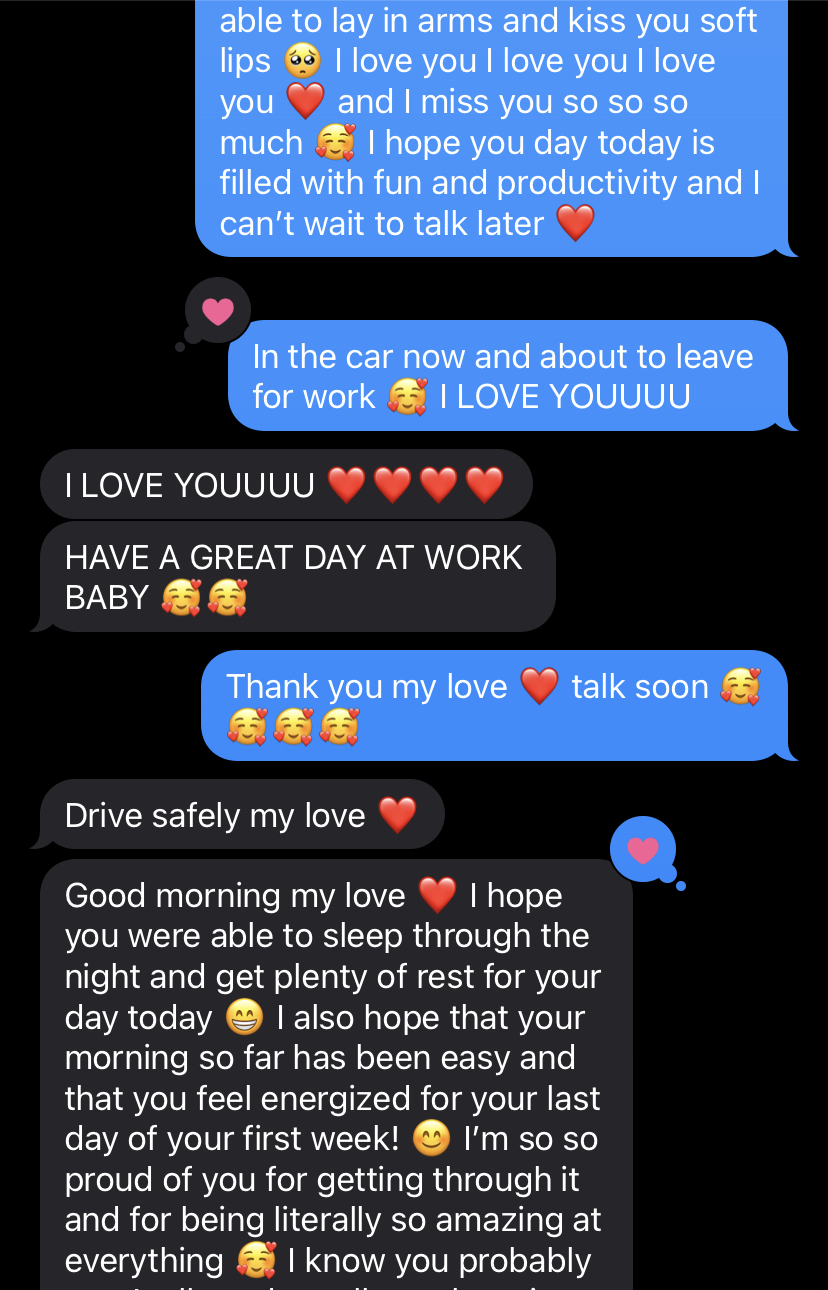 able to lay in arms and kiss you soft
lips 🥺 I love you I love you I love
you ❤️ and I miss you so so so
much 🥰 I hope you day today is
filled with fun and productivity and I
can't wait to talk later ❤️
In the car now and about to leave
for work 🥰 I LOVE YOUUUU
I LOVE YOUUUU ❤️❤️❤️❤️
HAVE A GREAT DAY AT WORK
BABY 🥰🥰
Thank you my love ❤️ talk soon 🥰
🥰🥰🥰
Drive safely my love ❤️
Good morning my love ❤️ I hope
you were able to sleep through the
night and get plenty of rest for your
day today 😁 I also hope that your
morning so far has been easy and
that you feel energized for your last
day of your first week! 😊 I'm so so
proud of you for getting through it
and for being literally so amazing at
everything 🥰 I know you probably